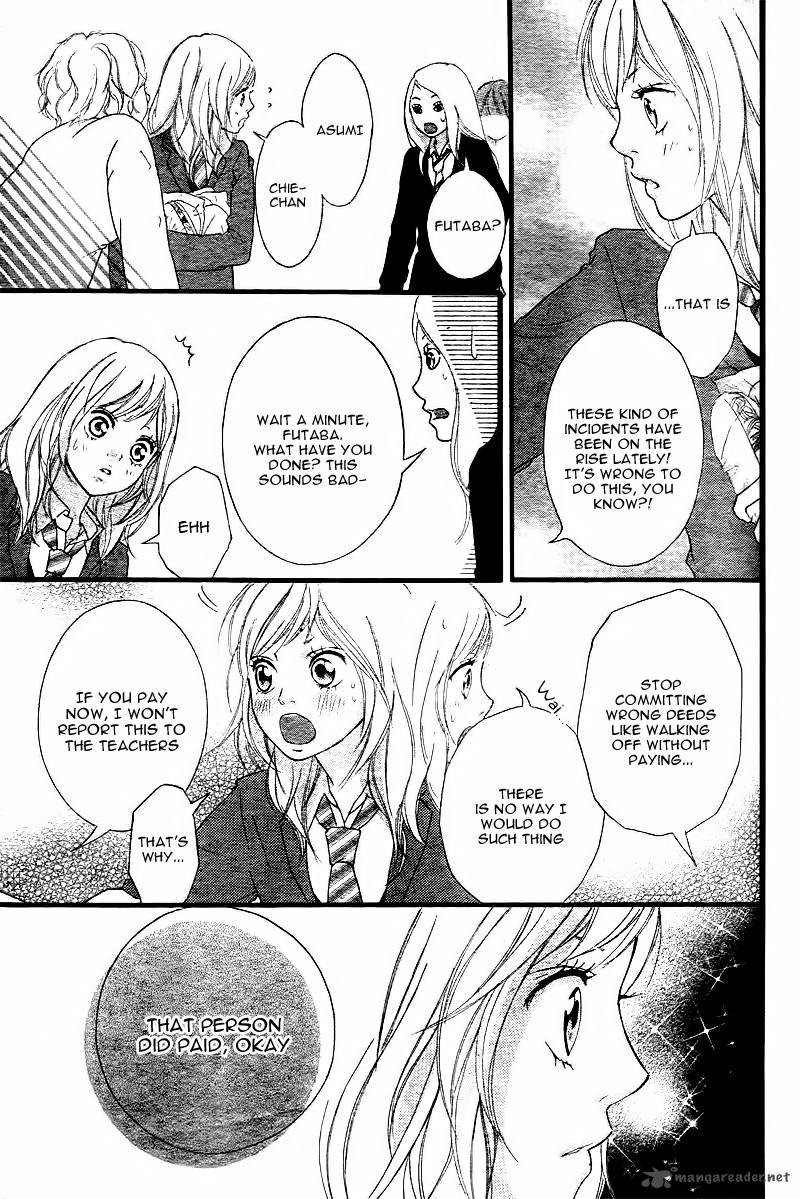 ...THAT IS
THESE KIND OF
INCIDENTS HAVE
BEEN ON THE
RISE LATELY!
IT'S WRONG TO
DO THIS, YOU
KNOW?!
FUTABA?
ASUMI
CHIE-
CHAN
WAIT A MINUTE,
FUTABA.
WHAT HAVE YOU
DONE? THIS
SOUNDS BAD-
EHH
STOP
COMMITTING
WRONG DEEDS
LIKE WALKING
OFF WITHOUT
PAYING...
Wai
THERE
IS NO WAY I
WOULD DO
SUCH THING
IF YOU PAY
NOW, I WON'T
REPORT THIS TO
THE TEACHERS
THAT'S
WHY...
THAT PERSON
DID PAID, OKAY
mangareader.net